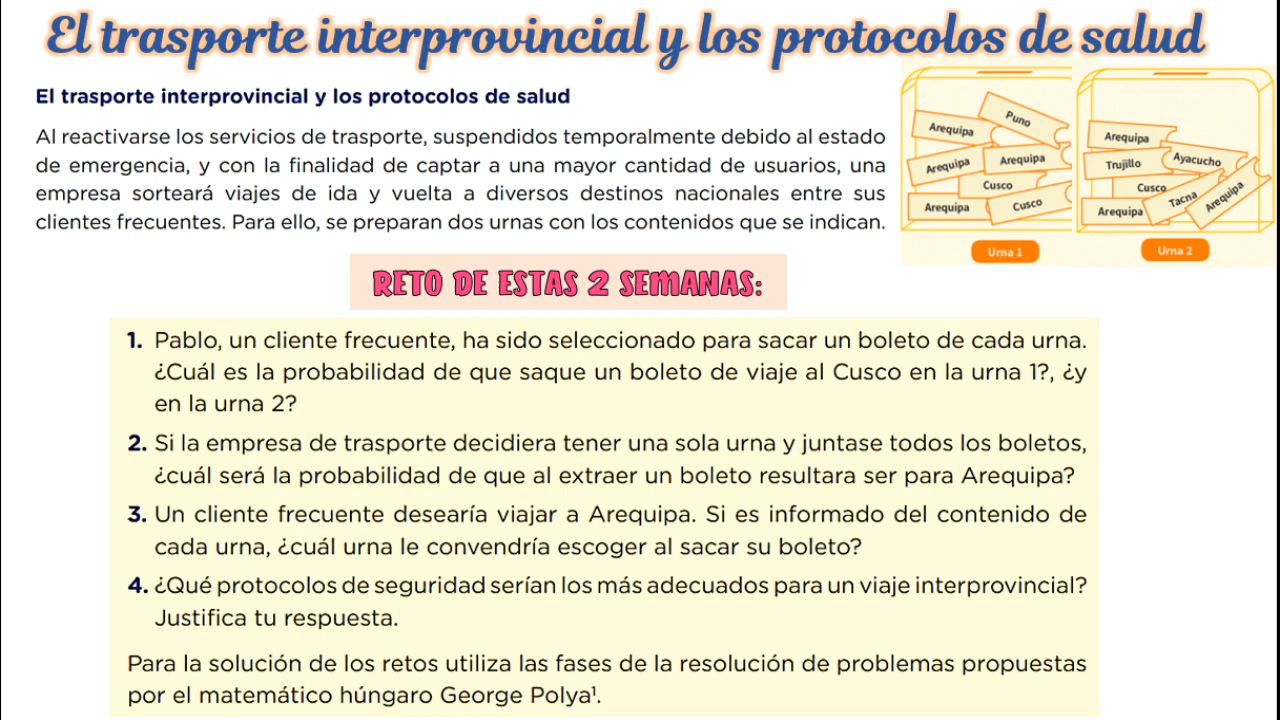 El trasporte interprovincial y los protocolos de salud
El trasporte interprovincial y los protocolos de salud
Al reactivarse los servicios de trasporte, suspendidos temporalmente debido al estado
de emergencia, y con la finalidad de captar a una mayor cantidad de usuarios, una
empresa sorteará viajes de ida y vuelta a diversos destinos nacionales entre sus
clientes frecuentes. Para ello, se preparan dos urnas con los contenidos que se indican.
Arequipa
Puno
Arequipa
Arequipa
Cusco
Arequipa
Cusco
Urna 1
Arequipa
Trujillo
Ayacucho
Cusco
Arequipa
Tacna
Arequipa
Urna 2
RETO DE ESTAS 2 SEMANAS:
1. Pablo, un cliente frecuente, ha sido seleccionado para sacar un boleto de cada urna.
¿Cuál es la probabilidad de que saque un boleto de viaje al Cusco en la urna 1?, ¿y
en la urna 2?
2. Si la empresa de trasporte decidiera tener una sola urna y juntase todos los boletos,
¿cuál será la probabilidad de que al extraer un boleto resultara ser para Arequipa?
3. Un cliente frecuente desearía viajar a Arequipa. Si es informado del contenido de
cada urna, ¿cuál urna le convendría escoger al sacar su boleto?
4. ¿Qué protocolos de seguridad serían los más adecuados para un viaje interprovincial?
Justifica tu respuesta.
Para la solución de los retos utiliza las fases de la resolución de problemas propuestas
por el matemático húngaro George Polya¹.